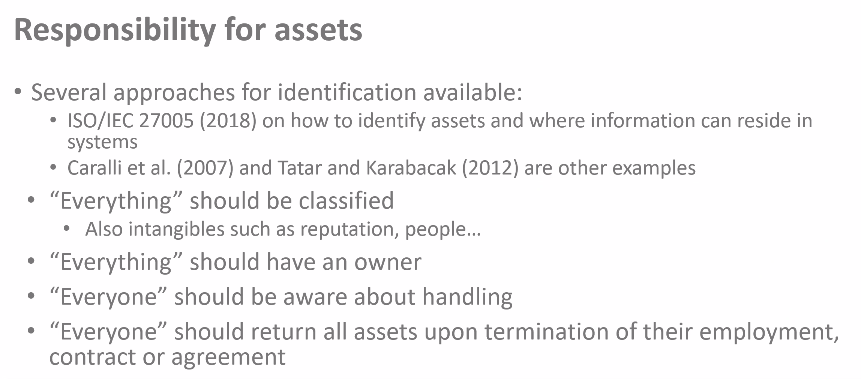 Responsibility for assets
• Several approaches for identification available:
• ISO/IEC 27005 (2018) on how to identify assets and where information can reside in
systems
• Caralli et al. (2007) and Tatar and Karabacak (2012) are other examples
• “Everything” should be classified
• Also intangibles such as reputation, people…
• “Everything” should have an owner
• “Everyone” should be aware about handling
• “Everyone” should return all assets upon termination of their employment,
contract or agreement